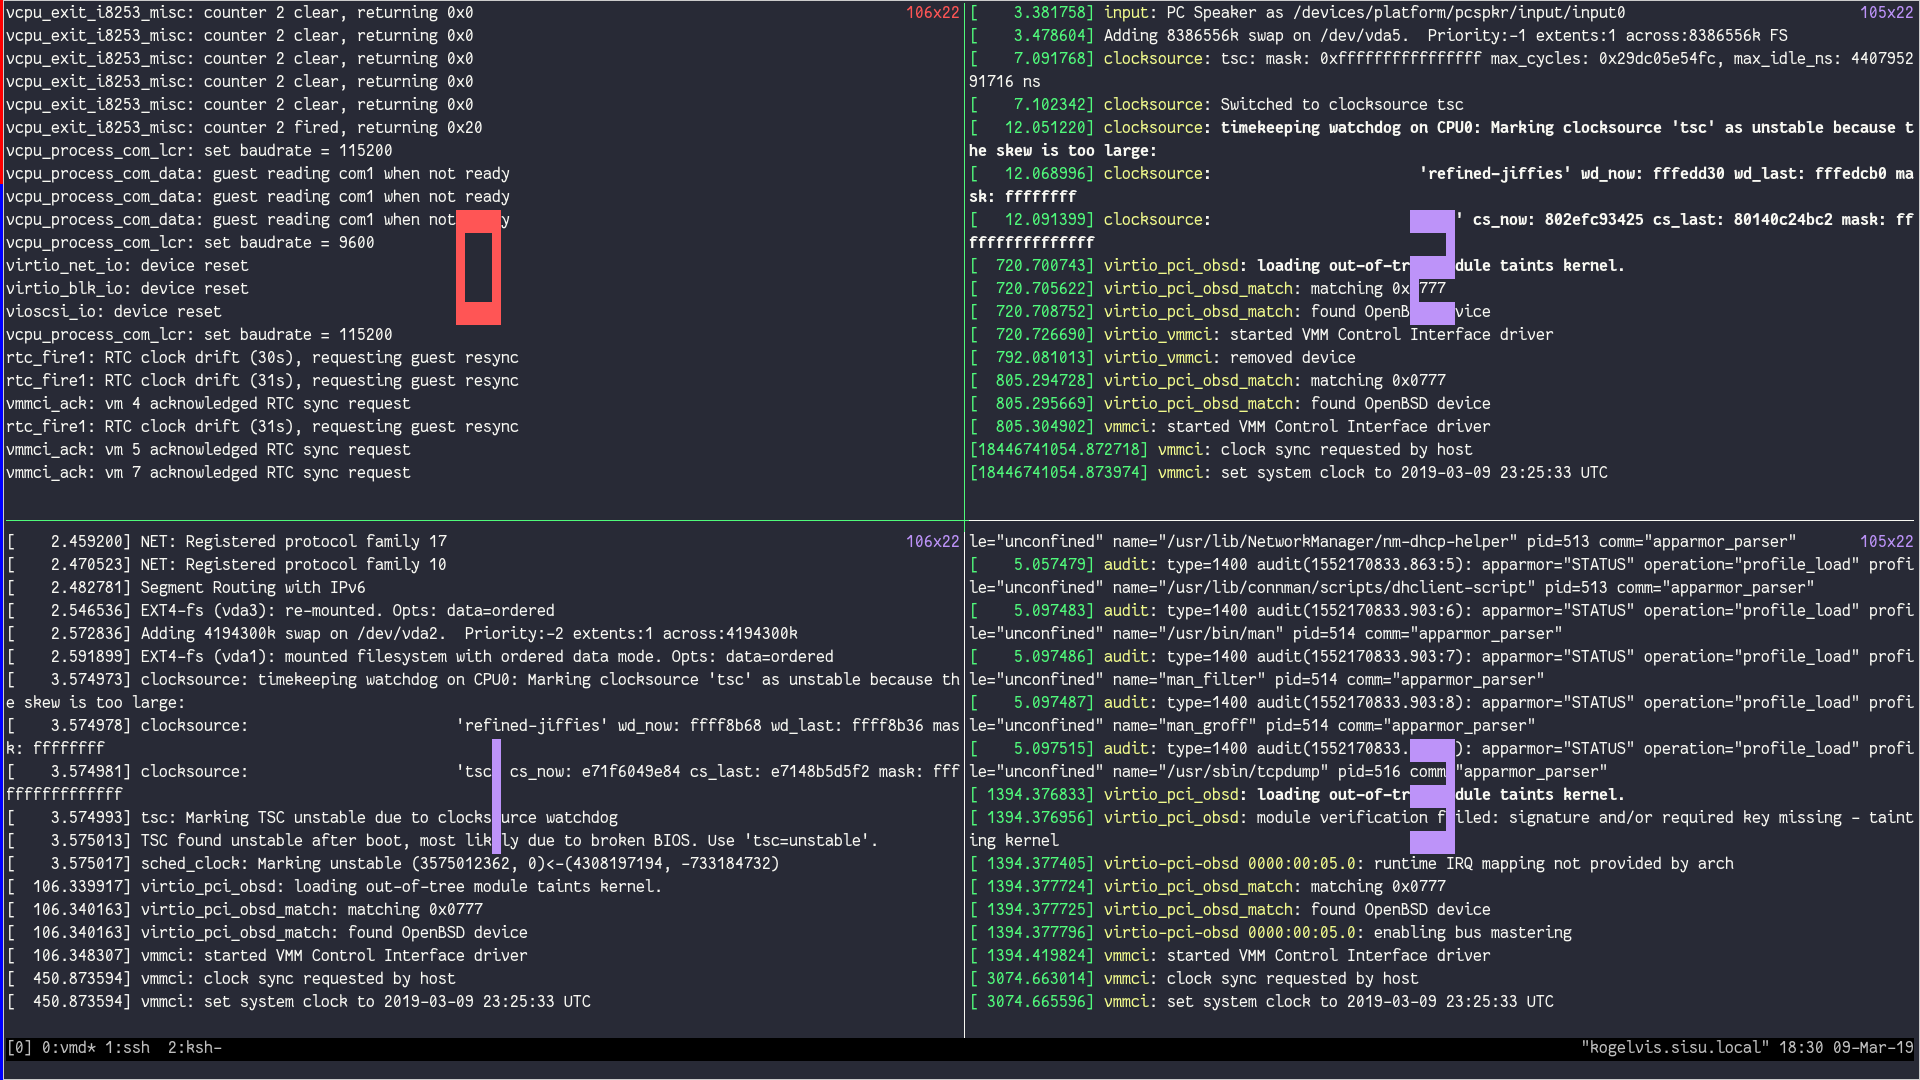 vcpu_exit_i8253_misc: counter 2 clear, returning 0x0
vcpu_exit_i8253_misc: counter 2 clear, returning 0x0
vcpu_exit_i8253_misc: counter 2 clear, returning 0x0
vcpu_exit_i8253_misc: counter 2 clear, returning 0x0
vcpu_exit_i8253_misc: counter 2 clear, returning 0x0
vcpu_exit_i8253_misc: counter 2 fired, returning 0x20
vcpu_process_com_lcr: set baudrate = 115200
vcpu_process_com_data: guest reading com1 when not ready
vcpu_process_com_data: guest reading com1 when not ready
vcpu_process_com_data: guest reading com1 when not y
vcpu_process_com_lcr: set baudrate = 9600
virtio_net_io: device reset
virtio_blk_io: device reset
vioscsi_io: device reset
vcpu_process_com_lcr: set baudrate = 115200
rtc_fire1: RTC clock drift (30s), requesting guest resync
rtc_fire1: RTC clock drift (31s), requesting guest resync
vmmci_ack: vm 4 acknowledged RTC sync request
rtc_fire1: RTC clock drift (31s), requesting guest resync
vmmci_ack: vm 5 acknowledged RTC sync request
vmmci_ack: vm 7 acknowledged RTC sync request
106x22
0
[    3.381758] input: PC Speaker as /devices/platform/pcspkr/input/input0
[    3.478604] Adding 8386556k swap on /dev/vda5.  Priority:-1 extents:1 across:8386556k FS
[    7.091768] clocksource: tsc: mask: 0xffffffffffffffff max_cycles: 0x29dc05e54fc, max_idle_ns: 4407952
91716 ns
[    7.102342] clocksource: Switched to clocksource tsc
[   12.051220] clocksource: timekeeping watchdog on CPU0: Marking clocksource 'tsc' as unstable because t
he skew is too large:
[   12.068996] clocksource:                       'refined-jiffies' wd_now: fffedd30 wd_last: fffedcb0 ma
sk: ffffffff
[   12.091399] clocksource:                       ' cs_now: 802efc93425 cs_last: 80140c24bc2 mask: ff
ffffffffffffff
[  720.700743] virtio_pci_obsd: loading out-of-tr dule taints kernel.
[  720.705622] virtio_pci_obsd_match: matching 0x 777
[  720.708752] virtio_pci_obsd_match: found OpenB vice
[  720.726690] virtio_vmmci: started VMM Control Interface driver
[  792.081013] virtio_vmmci: removed device
[  805.294728] virtio_pci_obsd_match: matching 0x0777
[  805.295669] virtio_pci_obsd_match: found OpenBSD device
[  805.304902] vmmci: started VMM Control Interface driver
[18446741054.872718] vmmci: clock sync requested by host
[18446741054.873974] vmmci: set system clock to 2019-03-09 23:25:33 UTC
105x22
2
[    2.459200] NET: Registered protocol family 17
[    2.470523] NET: Registered protocol family 10
[    2.482781] Segment Routing with IPv6
[    2.546536] EXT4-fs (vda3): re-mounted. Opts: data=ordered
[    2.572836] Adding 4194300k swap on /dev/vda2.  Priority:-2 extents:1 across:4194300k
[    2.591899] EXT4-fs (vda1): mounted filesystem with ordered data mode. Opts: data=ordered
[    3.574973] clocksource: timekeeping watchdog on CPU0: Marking clocksource 'tsc' as unstable because th
e skew is too large:
[    3.574978] clocksource:                       'refined-jiffies' wd_now: ffff8b68 wd_last: ffff8b36 mas
k: ffffffff
[    3.574981] clocksource:                       'tsc cs_now: e71f6049e84 cs_last: e7148b5d5f2 mask: fff
fffffffffffff
[    3.574993] tsc: Marking TSC unstable due to clocks urce watchdog
[    3.575013] TSC found unstable after boot, most lik ly due to broken BIOS. Use 'tsc=unstable'.
[    3.575017] sched_clock: Marking unstable (3575012362, 0)<-(4308197194, -733184732)
[  106.339917] virtio_pci_obsd: loading out-of-tree module taints kernel.
[  106.340163] virtio_pci_obsd_match: matching 0x0777
[  106.340163] virtio_pci_obsd_match: found OpenBSD device
[  106.348307] vmmci: started VMM Control Interface driver
[  450.873594] vmmci: clock sync requested by host
[  450.873594] vmmci: set system clock to 2019-03-09 23:25:33 UTC
106x22
1
le="unconfined" name="/usr/lib/NetworkManager/nm-dhcp-helper" pid=513 comm="apparmor_parser"
[    5.057479] audit: type=1400 audit(1552170833.863:5): apparmor="STATUS" operation="profile_load" profi
le="unconfined" name="/usr/lib/connman/scripts/dhclient-script" pid=513 comm="apparmor_parser"
[    5.097483] audit: type=1400 audit(1552170833.903:6): apparmor="STATUS" operation="profile_load" profi
le="unconfined" name="/usr/bin/man" pid=514 comm="apparmor_parser"
[    5.097486] audit: type=1400 audit(1552170833.903:7): apparmor="STATUS" operation="profile_load" profi
le="unconfined" name="man_filter" pid=514 comm="apparmor_parser"
[    5.097487] audit: type=1400 audit(1552170833.903:8): apparmor="STATUS" operation="profile_load" profi
le="unconfined" name="man_groff" pid=514 comm="apparmor_parser"
[    5.097515] audit: type=1400 audit(1552170833. ): apparmor="STATUS" operation="profile_load" profi
le="unconfined" name="/usr/sbin/tcpdump" pid=516 comm "apparmor_parser"
[ 1394.376833] virtio_pci_obsd: loading out-of-tr dule taints kernel.
[ 1394.376956] virtio_pci_obsd: module verification f iled: signature and/or required key missing - taint
ing kernel
[ 1394.377405] virtio-pci-obsd 0000:00:05.0: runtime IRQ mapping not provided by arch
[ 1394.377724] virtio_pci_obsd_match: matching 0x0777
[ 1394.377725] virtio_pci_obsd_match: found OpenBSD device
[ 1394.377796] virtio-pci-obsd 0000:00:05.0: enabling bus mastering
[ 1394.419824] vmmci: started VMM Control Interface driver
[ 3074.663014] vmmci: clock sync requested by host
[ 3074.665596] vmmci: set system clock to 2019-03-09 23:25:33 UTC
105x22
3
[0] 0:vmd* 1:ssh  2:ksh-
"kogelvis.sisu.local" 18:30 09-Mar-19